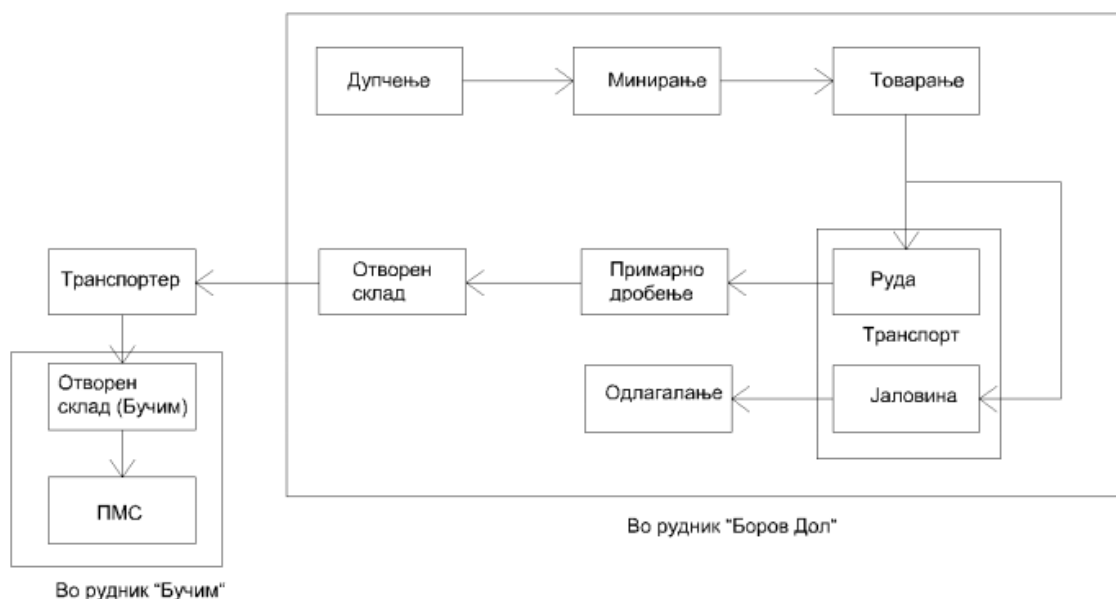 Дупчење
Минирање
Товарање
Транспортер
Отворен
склад
Примарно
дробење
Руда
Транспорт
Отворен
склад (Бучим)
Одлагалање
Јаловина
ПМС
Во рудник "Боров Дол"
Во рудник "Бучим"